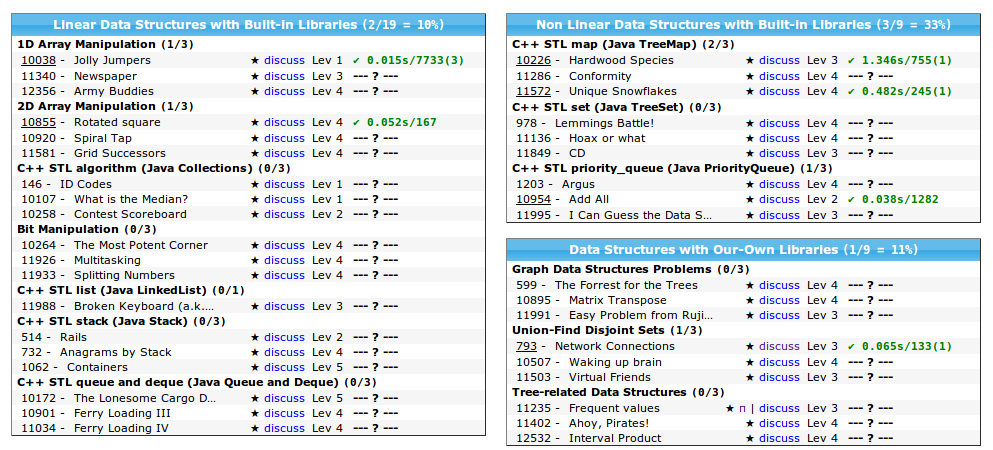 Linear Data Structures with Built-in Libraries (2/19 = 10%)
1D Array Manipulation (1/3)
10038 - Jolly Jumpers ★ discuss Lev 1 ✔ 0.015s/7733(3)
11340 - Newspaper ★ discuss Lev 3 --- ? ---
12356 - Army Buddies ★ discuss Lev 4 --- ? ---
2D Array Manipulation (1/3)
10855 - Rotated square ★ discuss Lev 4 ✔ 0.052s/167
10920 - Spiral Tap ★ discuss Lev 4 --- ? ---
11581 - Grid Successors ★ discuss Lev 4 --- ? ---
C++ STL algorithm (Java Collections) (0/3)
146 - ID Codes ★ discuss Lev 1 --- ? ---
10107 - What is the Median? ★ discuss Lev 1 --- ? ---
10258 - Contest Scoreboard ★ discuss Lev 2 --- ? ---
Bit Manipulation (0/3)
10264 - The Most Potent Corner ★ discuss Lev 4 --- ? ---
11926 - Multitasking ★ discuss Lev 4 --- ? ---
11933 - Splitting Numbers ★ discuss Lev 4 --- ? ---
C++ STL list (Java LinkedList) (0/1)
11988 - Broken Keyboard (a.k.... ★ discuss Lev 3 --- ? ---
C++ STL stack (Java Stack) (0/3)
514 - Rails ★ discuss Lev 2 --- ? ---
732 - Anagrams by Stack ★ discuss Lev 4 --- ? ---
1062 - Containers ★ discuss Lev 5 --- ? ---
C++ STL queue and deque (Java Queue and Deque) (0/3)
10172 - The Lonesome Cargo D... ★ discuss Lev 5 --- ? ---
10901 - Ferry Loading III ★ discuss Lev 4 --- ? ---
11034 - Ferry Loading IV ★ discuss Lev 4 --- ? ---
Non Linear Data Structures with Built-in Libraries (3/9 = 33%)
C++ STL map (Java TreeMap) (2/3)
10226 - Hardwood Species ★ discuss Lev 3 ✔ 1.346s/755(1)
11286 - Conformity ★ discuss Lev 4 --- ? ---
11572 - Unique Snowflakes ★ discuss Lev 4 ✔ 0.482s/245(1)
C++ STL set (Java TreeSet) (0/3)
978 - Lemmings Battle! ★ discuss Lev 4 --- ? ---
11136 - Hoax or what ★ discuss Lev 4 --- ? ---
11849 - CD ★ discuss Lev 3 --- ? ---
C++ STL priority_queue (Java PriorityQueue) (1/3)
1203 - Argus ★ discuss Lev 4 --- ? ---
10954 - Add All ★ discuss Lev 2 ✔ 0.038s/1282
11995 - I Can Guess the Data S... ★ discuss Lev 3 --- ? ---
Data Structures with Our-Own Libraries (1/9 = 11%)
Graph Data Structures Problems (0/3)
599 - The Forrest for the Trees ★ discuss Lev 4 --- ? ---
10895 - Matrix Transpose ★ discuss Lev 4 --- ? ---
11991 - Easy Problem from Ruji... ★ discuss Lev 3 --- ? ---
Union-Find Disjoint Sets (1/3)
793 - Network Connections ★ discuss Lev 3 ✔ 0.065s/133(1)
10507 - Waking up brain ★ discuss Lev 4 --- ? ---
11503 - Virtual Friends ★ discuss Lev 3 --- ? ---
Tree-related Data Structures (0/3)
11235 - Frequent values ★ п | discuss Lev 3 --- ? ---
11402 - Ahoy, Pirates! ★ discuss Lev 4 --- ? ---
12532 - Interval Product ★ discuss Lev 4 --- ? ---